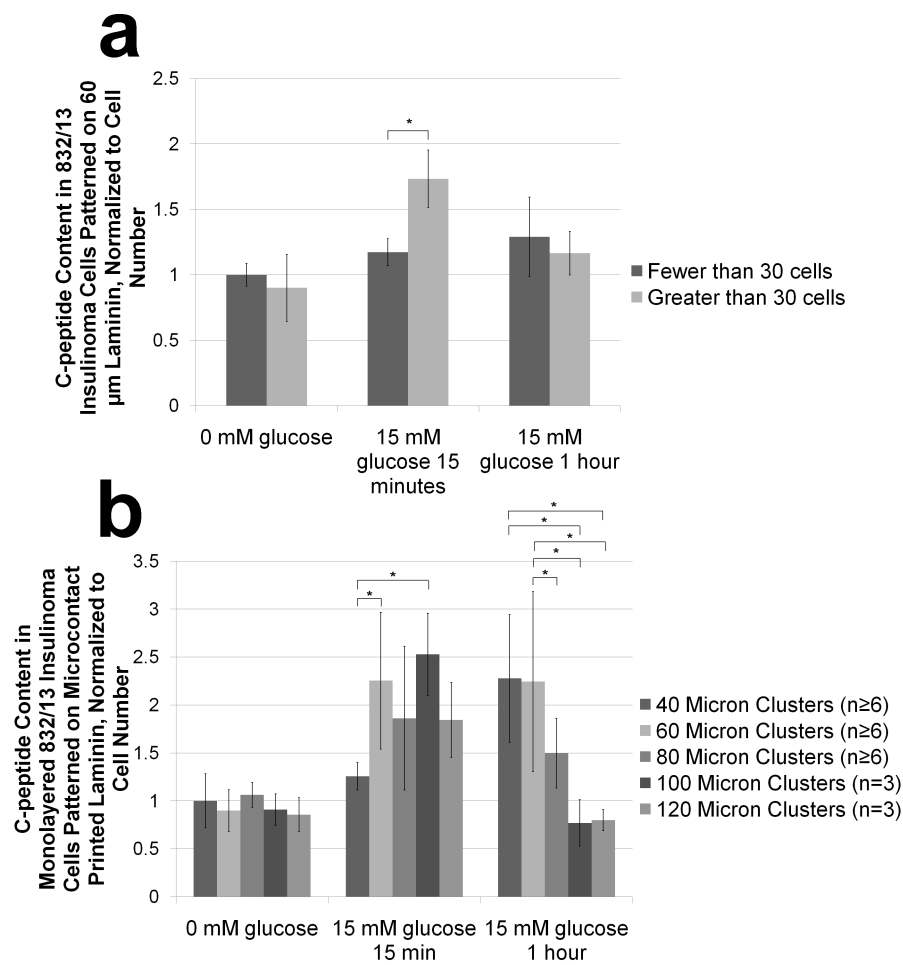 a
C-peptide Content in 832/13
Insulinoma Cells Patterned on 60
µm Laminin, Normalized to Cell
Number
2.5
2
1.5
1
0.5
0
*
0 mM glucose
15 mM
glucose 15
minutes
15 mM
glucose 1 hour
Fewer than 30 cells
Greater than 30 cells
b
C-peptide Content in
Monolayered 832/13 Insulinoma
Cells Patterned on Microcontact
Printed Laminin, Normalized to
Cell Nunber
3.5
3
2.5
2
1.5
1
0.5
0
*
*
*
*
*
*
*
0 mM glucose
15 mM glucose
15 min
15 mM glucose
1 hour
40 Micron Clusters (n≥6)
60 Micron Clusters (n≥6)
80 Micron Clusters (n≥6)
100 Micron Clusters (n=3)
120 Micron Clusters (n=3)